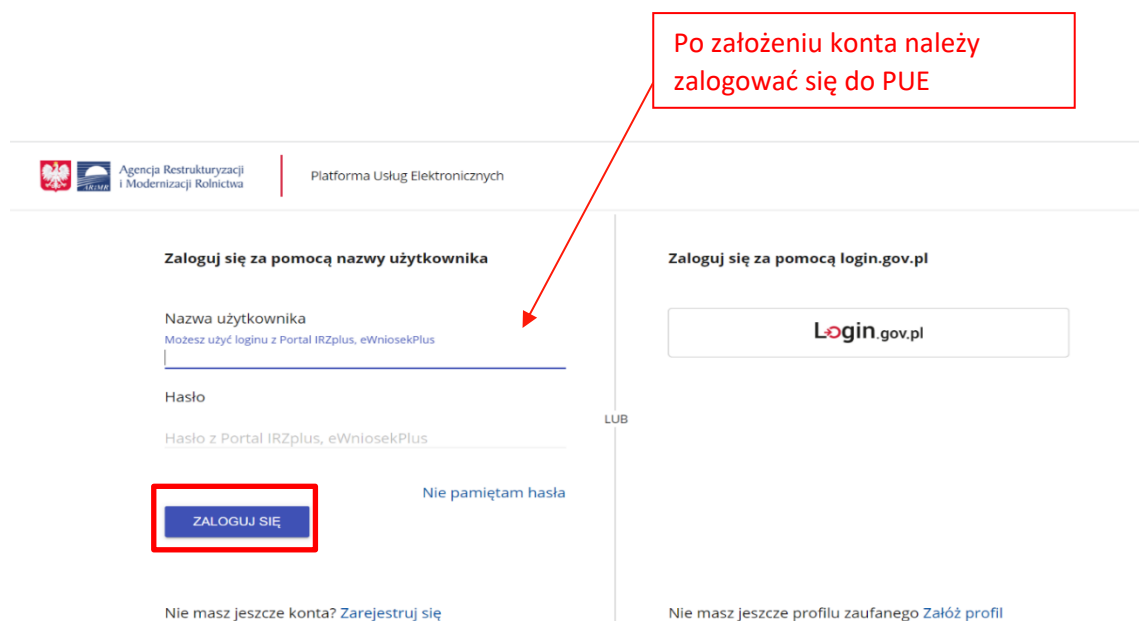 Po założeniu konta należy
zalogować się do PUE
ARiMR
Agencja Restrukturyzacji
i Modernizacji Rolnictwa
Platforma Usług Elektronicznych
Zaloguj się za pomocą nazwy użytkownika
Nazwa użytkownika
Możesz użyć loginu z Portal IRZplus, eWniosekPlus
Hasło
Hasło z Portal IRZplus, eWniosekPlus
Nie pamiętam hasła
ZALOGUJ SIĘ
Nie masz jeszcze konta? Zarejestruj się
LUB
Zaloguj się za pomocą login.gov.pl
Login.gov.pl
Nie masz jeszcze profilu zaufanego Załóż profil